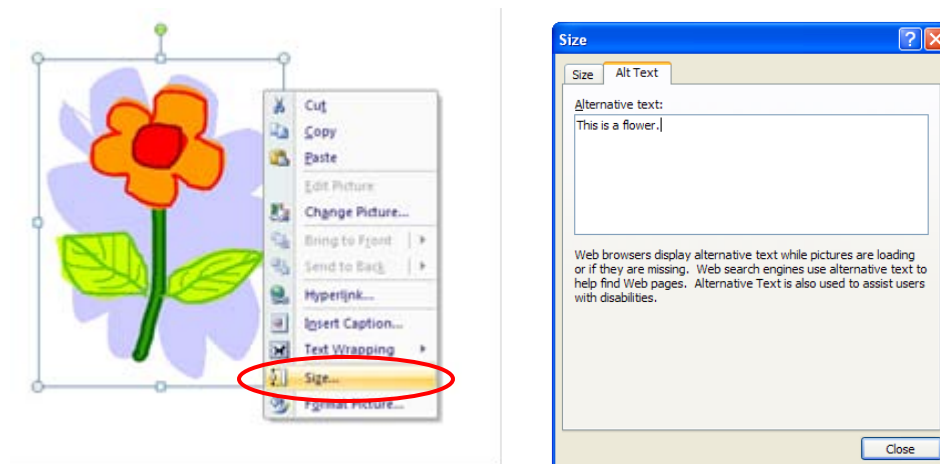 Cut
Copy
Paste
Edit Picture
Change Picture...
Bring to Front
Send to Back
Hyperlink...
Insert Caption...
Text Wrapping
Size...
Format Picture...
Size
Size
Alt Text
Alternative text:
This is a flower.
Web browsers display alternative text while pictures are loading
or if they are missing. Web search engines use alternative text to
help find Web pages. Alternative Text is also used to assist users
with disabilities.
Close